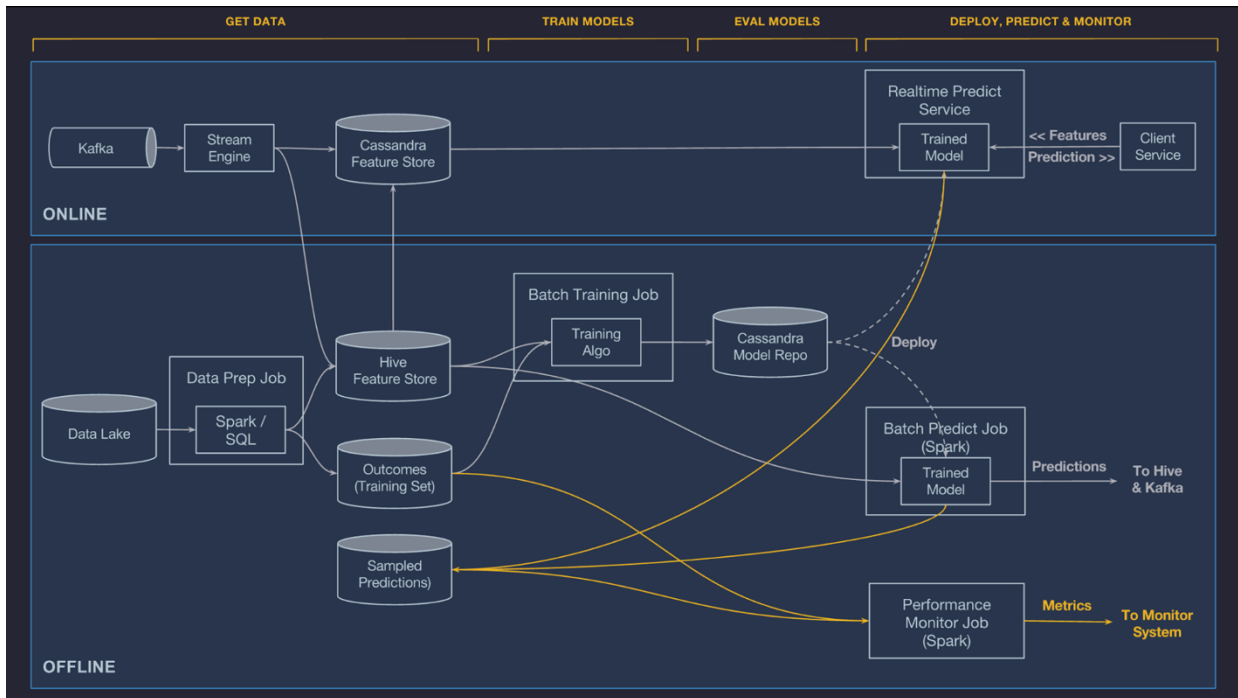 GET DATA
TRAIN MODELS
EVAL MODELS
DEPLOY, PREDICT & MONITOR
Kafka
Stream
Engine
Cassandra
Feature Store
Realtime Predict
Service
Trained
Model
<< Features
Prediction >>
Client
Service
ONLINE
Batch Training Job
Training
Algo
Cassandra
Model Repo
Deploy
Hive
Feature Store
Data Prep Job
Spark /
SQL
Data Lake
Outcomes
(Training Set)
Batch Predict Job
(Spark)
Trained
Model
Predictions
To Hive
& Kafka
Sampled
Predictions)
Performance
Monitor Job
(Spark)
Metrics
To Monitor
System
OFFLINE